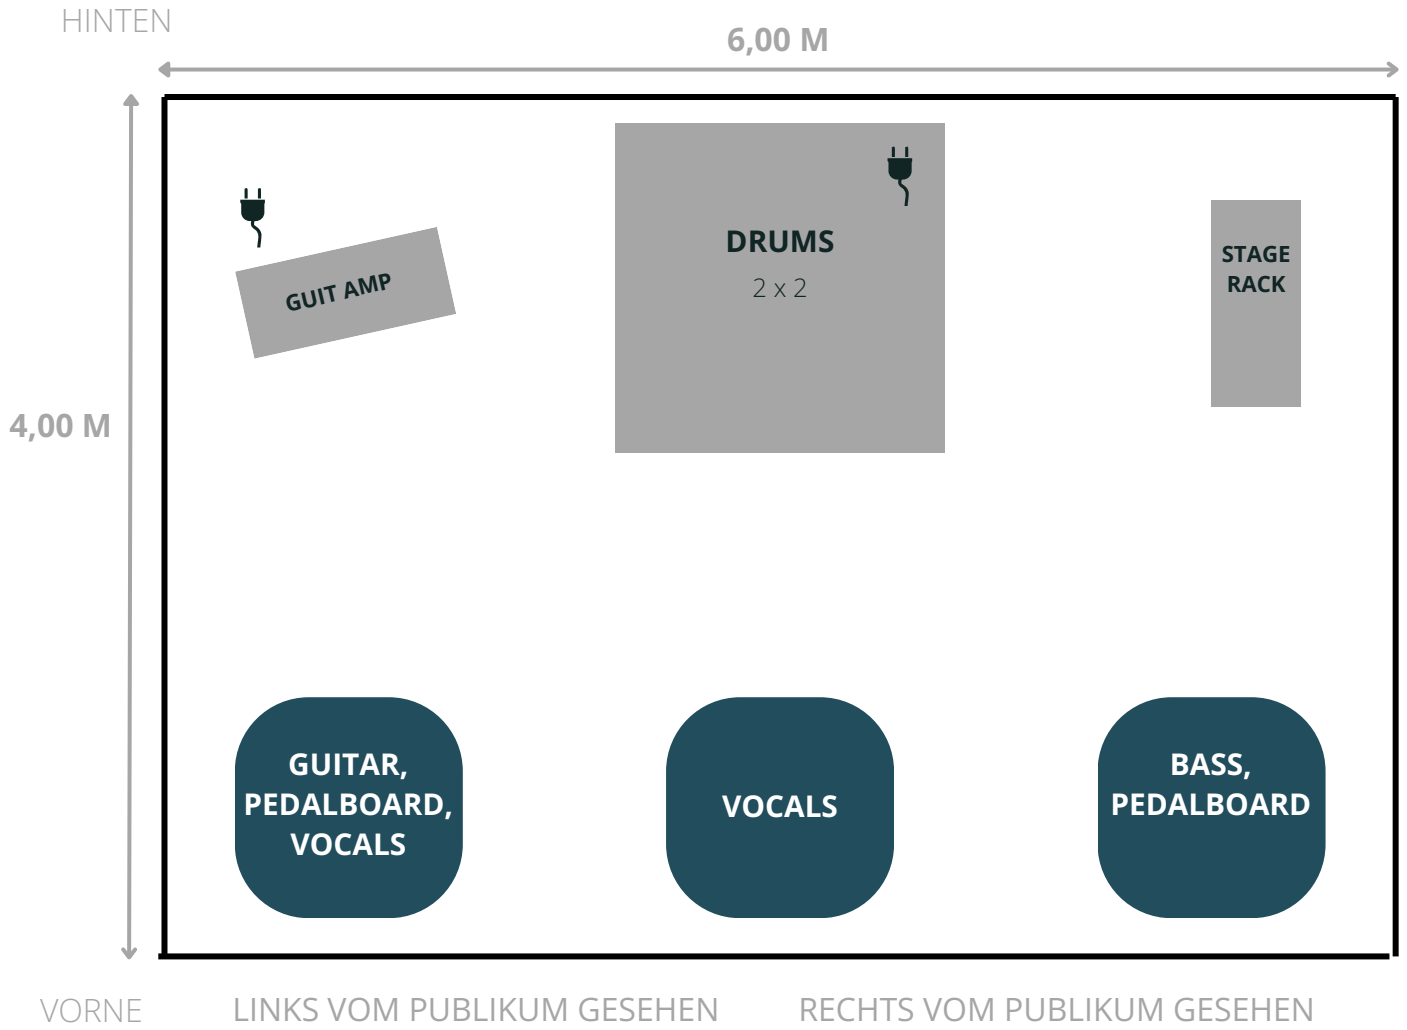 HINTEN
6,00 M
DRUMS
2 x 2
STAGE
RACK
GUIT AMP
4,00 M
GUITAR,
PEDALBOARD,
VOCALS
VOCALS
BASS,
PEDALBOARD
VORNE
LINKS VOM PUBLIKUM GESEHEN
RECHTS VOM PUBLIKUM GESEHEN